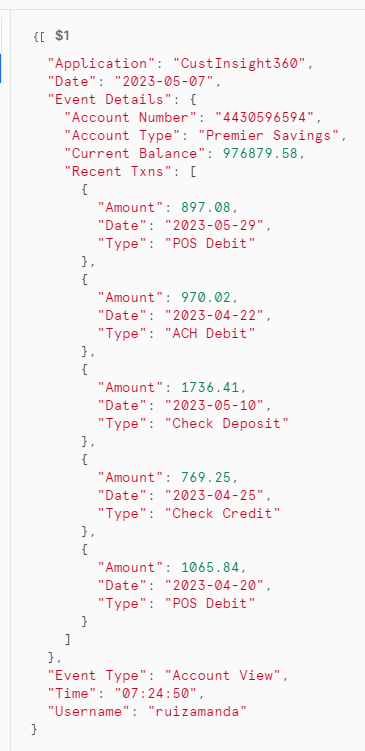 {[ $1
"Application": "CustInsight360",
"Date": "2023-05-07",
"Event Details": {
"Account Number": "4430596594",
"Account Type": "Premier Savings",
"Current Balance": 976879.58,
"Recent Txns": [
{
"Amount": 897.08,
"Date": "2023-05-29",
"Type": "POS Debit"
},
{
"Amount": 970.02,
"Date": "2023-04-22",
"Type": "ACH Debit"
},
{
"Amount": 1736.41,
"Date": "2023-05-10",
"Type": "Check Deposit"
},
{
"Amount": 769.25,
"Date": "2023-04-25",
"Type": "Check Credit"
},
{
"Amount": 1065.84,
"Date": "2023-04-20",
"Type": "POS Debit"
}
]
},
"Event Type": "Account View",
"Time": "07:24:50",
"Username": "ruizamanda"
}